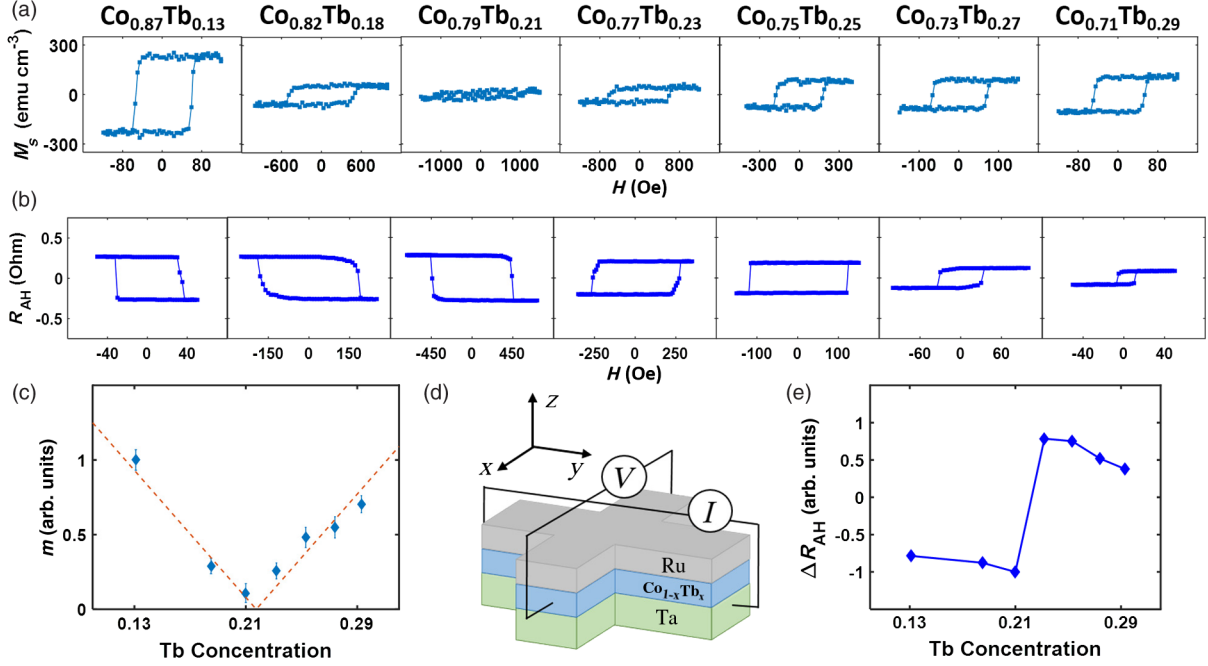 (a)
Co0.87Tb0.13 Co0.82Tb0.18 Co0.79Tb0.21 Co0.77Tb0.23 Co0.75Tb0.25 Co0.73Tb0.27 Co0.71Tb0.29
Ms (emu cm-3)
300
0
-300
-80 0 80 -600 0 600 -1500 0 1500 -800 0 800 -300 0 300 -150 0 150 -80 0 80
H (Oe)
(b)
RAH (Ohm)
0.5
0
-0.5
-40 0 40 -150 0 150 -450 0 450 -250 0 250 -100 0 100 -60 0 60 -40 0 40
H (Oe)
(c)
m (arb. units)
1
0.5
0
0.13 0.21 0.29
Tb Concentration
(d)
z
x
y
V
I
Ru
Co1-xTbx
Ta
(e)
ΔRAH (arb. units)
1
0.5
0
-0.5
-1
0.13 0.21 0.29
Tb Concentration